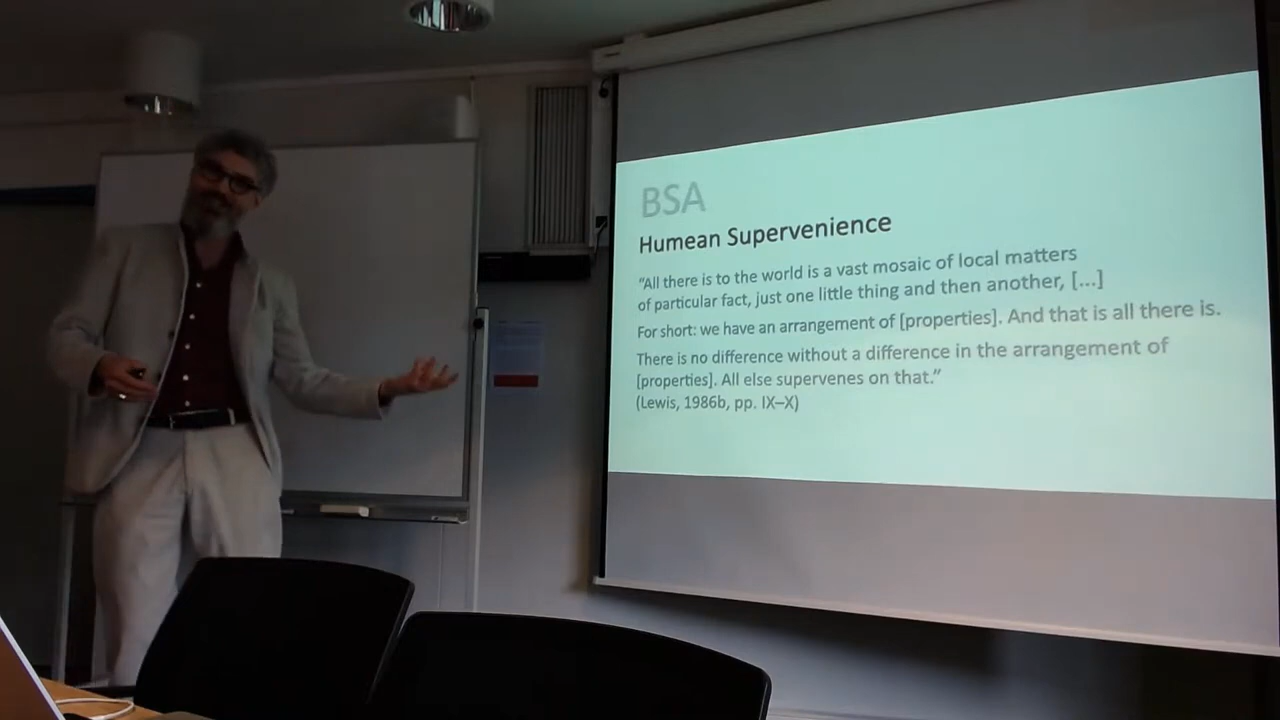 BSA
Humean Supervenience
“All there is to the world is a vast mosaic of local matters
of particular fact, just one little thing and then another, [...]
For short: we have an arrangement of [properties]. And that is all there is.
There is no difference without a difference in the arrangement of
[properties]. All else supervenes on that.”
(Lewis, 1986b, pp. IX–X)